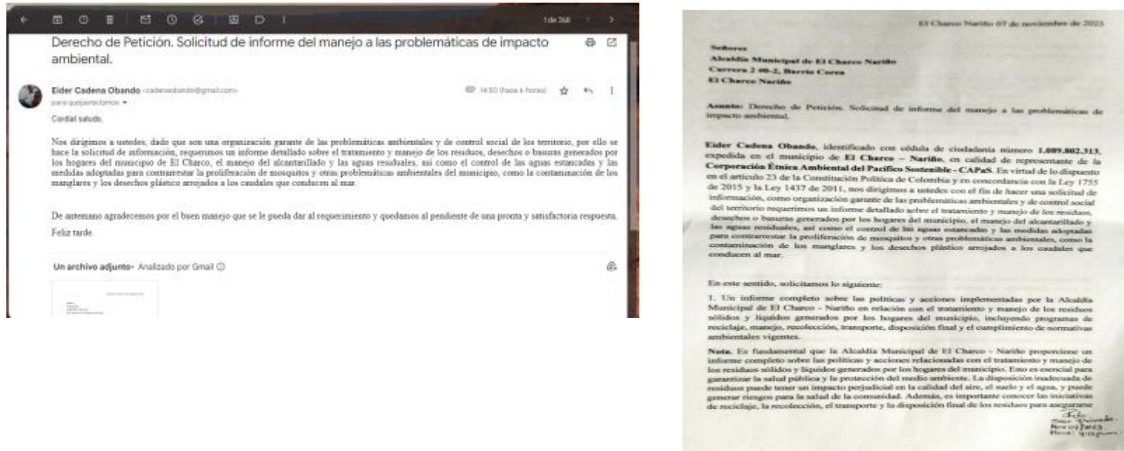 1 de 268
Derecho de Petición. Solicitud de informe del manejo a las problemáticas de impacto
ambiental.
Eider Cadena Obando <cadenaobando@gmail.com>
14:50 (hace 6 horas)
para quejasreclamos
Cordial saludo,
Nos dirigimos a ustedes, dado que son una organización garante de las problemáticas ambientales y de control social de los territorio, por ello se
hace la solicitud de información, requerimos un informe detallado sobre el tratamiento y manejo de los residuos, desechos o basuras generados por
los hogares del municipio de El Charco, el manejo del alcantarillado y las aguas residuales, así como el control de las aguas estancadas y las
medidas adoptadas para contrarrestar la proliferación de mosquitos y otras problemáticas ambientales del municipio, como la contaminación de los
manglares y los desechos plástico arrojados a los caudales que conducen al mar.
De antemano agradecemos por el buen manejo que se le pueda dar al requerimiento y quedamos al pendiente de una pronta y satisfactoria respuesta.
Feliz tarde.
Un archivo adjunto• Analizado por Gmail
El Charco Nariño 07 de noviembre de 2023
Señores
Alcaldía Municipal de El Charco Nariño
Carrera 2 #0-2, Barrio Corea
El Charco Nariño
Asunto: Derecho de Petición. Solicitud de informe del manejo a las problemáticas de
impacto ambiental.
Eider Cadena Obando, identificado con cédula de ciudadanía número 1.089.802.313,
expedida en el municipio de El Charco – Nariño, en calidad de representante de la
Corporación Étnica Ambiental del Pacífico Sostenible - CAPaS. En virtud de lo dispuesto
en el artículo 23 de la Constitución Política de Colombia y en concordancia con la Ley 1755
de 2015 y la Ley 1437 de 2011, nos dirigimos a ustedes con el fin de hacer una solicitud de
información, como organización garante de las problemáticas ambientales y de control social
del territorio requerimos un informe detallado sobre el tratamiento y manejo de los residuos,
desechos o basuras generados por los hogares del municipio, el manejo del alcantarillado y
las aguas residuales, así como el control de las aguas estancadas y las medidas adoptadas
para contrarrestar la proliferación de mosquitos y otras problemáticas ambientales, como la
contaminación de los manglares y los desechos plástico arrojados a los caudales que
conducen al mar.
En este sentido, solicitamos lo siguiente:
1. Un informe completo sobre las políticas y acciones implementadas por la Alcaldía
Municipal de El Charco - Nariño en relación con el tratamiento y manejo de los residuos
sólidos y líquidos generados por los hogares del municipio, incluyendo programas de
reciclaje, manejo, recolección, transporte, disposición final y el cumplimiento de normativas
ambientales vigentes.
Nota. Es fundamental que la Alcaldía Municipal de El Charco - Nariño proporcione un
informe completo sobre las políticas y acciones relacionadas con el tratamiento y manejo de
los residuos sólidos y líquidos generados por los hogares del municipio. Esto es esencial para
garantizar la salud pública y la protección del medio ambiente. La disposición inadecuada de
residuos puede tener un impacto perjudicial en la calidad del aire, el suelo y el agua, y puede
generar riesgos para la salud de la comunidad. Además, es importante conocer las iniciativas
de reciclaje, la recolección, el transporte y la disposición final de los residuos para asegurarse